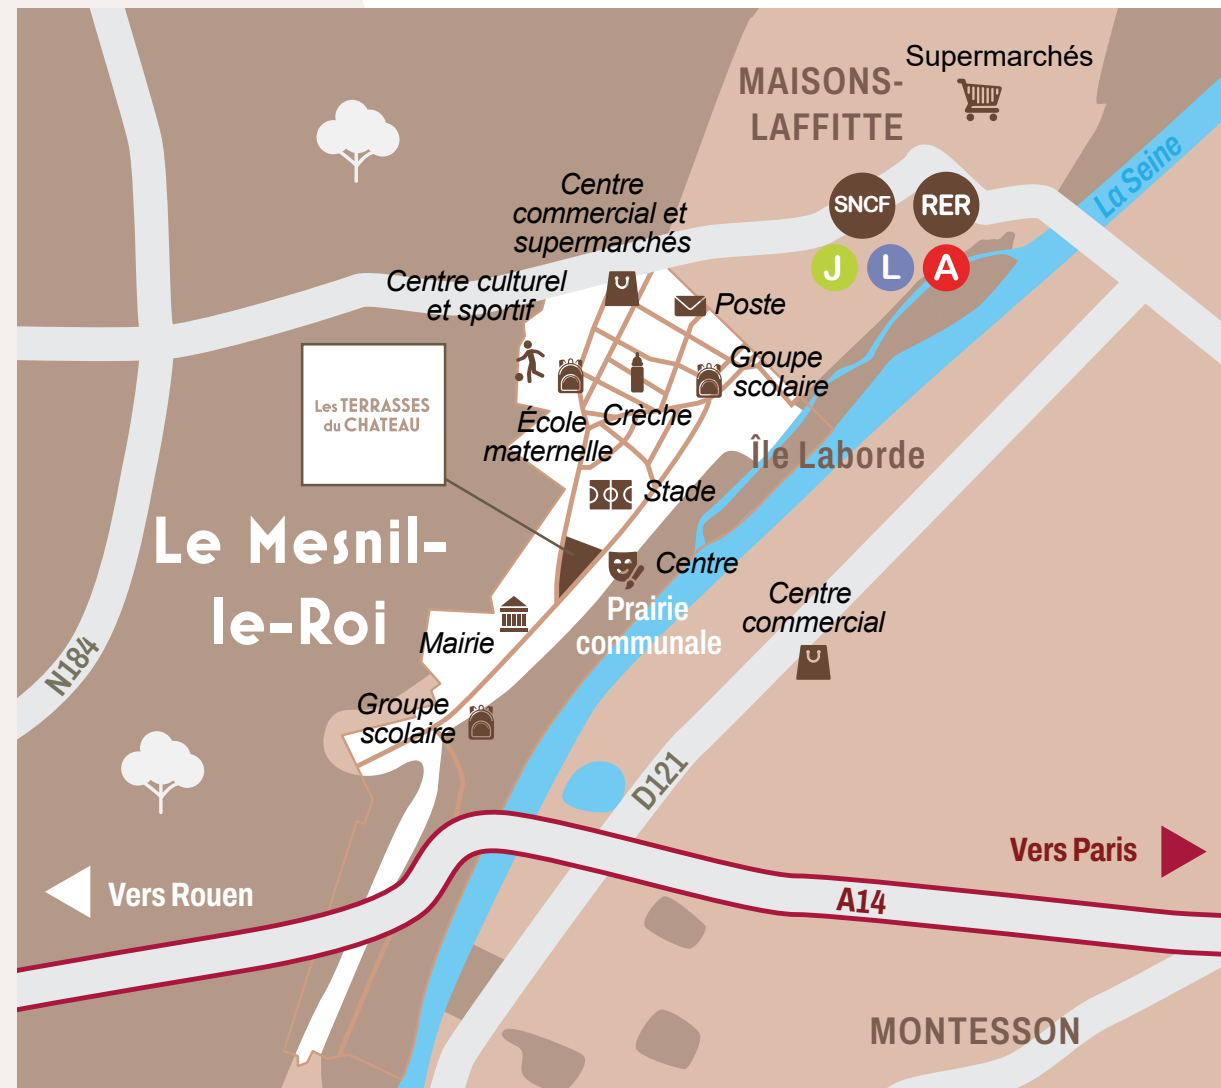 Supermarchés
MAISONS-
LAFFITTE
La Seine
SNCF
RER
J
L
A
Centre
commercial et
supermarchés
Centre culturel
et sportif
Poste
Groupe
scolaire
Les TERRASSES
du CHATEAU
École
maternelle
Crèche
Île Laborde
Stade
Le Mesnil-
le-Roi
Centre
Prairie
communale
Centre
commercial
Mairie
N184
Groupe
scolaire
D121
Vers Paris
Vers Rouen
A14
MONTESSON